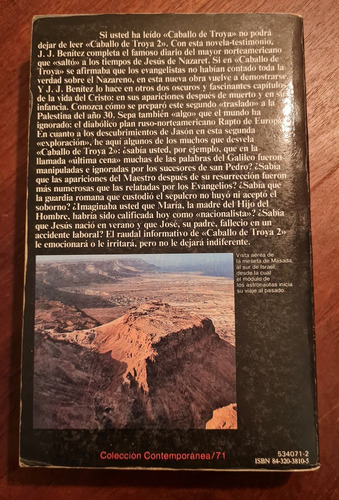 Si usted ha leído «Caballo de Troya» no podrá
dejar de leer «Caballo de Troya 2». Con esta novela-testimonio,
J. J. Benítez completa el famoso diario del mayor norteamericano
que «saltó» a los tiempos de Jesús de Nazaret. Si en «Caballo de
Troya» se afirmaba que los evangelistas no habían contado toda la
verdad sobre el Nazareno, en esta nueva obra vuelve a demostrarse.
Y J. J. Benítez lo hace en otros dos oscuros y fascinantes capítulos
de la vida del Cristo: en sus apariciones después de muerto y en su
infancia. Conozca cómo se preparó este segundo «traslado» a la
Palestina del año 30. Sepa también «algo» que el mundo ha
ignorado: el diabólico plan ruso-norteamericano Rapto de Europa.
En cuanto a los descubrimientos de Jasón en esta segunda
«exploración», he aquí algunos de los muchos que desvela
«Caballo de Troya 2»: ¿sabía usted, por ejemplo, que en la
llamada «última cena» muchas de las palabras del Galileo fueron
manipuladas e ignoradas por los sucesores de san Pedro? ¿Sabía
que las apariciones del Maestro después de su resurrección fueron
más numerosas que las relatadas por los Evangelios? ¿Sabía que
la guardia romana que custodió el sepulcro no huyó ni aceptó el
soborno? ¿Imaginaba usted que María, la madre del Hijo del
Hombre, habría sido calificada hoy como «nacionalista»? ¿Sabía
que Jesús nació en verano y que José, su padre, falleció en un
accidente laboral? El raudal informativo de «Caballo de Troya 2»
le emocionará o le irritará, pero no le dejará indiferente.
Vista aérea de
la meseta de Masada,
al sur de Israel,
desde la cual
el módulo de
los astronautas inicia
su viaje al pasado.
Colección Contemporánea/71
534071-2
ISBN 84-320-3810-5